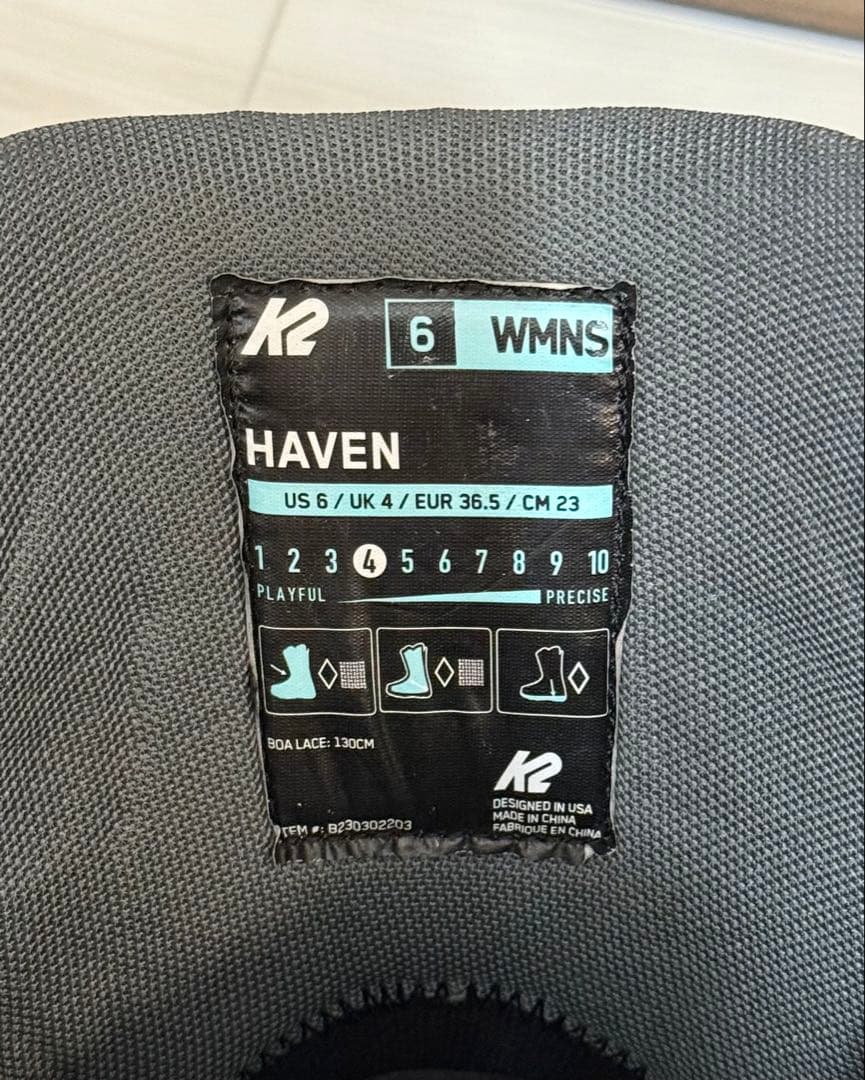 K2 6 WMNS
HAVEN
US 6 / UK 4 / EUR 36.5 / CM 23
1 2 3 4 5 6 7 8 9 10
PLAYFUL PRECISE
BOA LACE: 130CM
K2
DESIGNED IN USA
MADE IN CHINA
FABRIQUE EN CHINA
ITEM #: B230302203